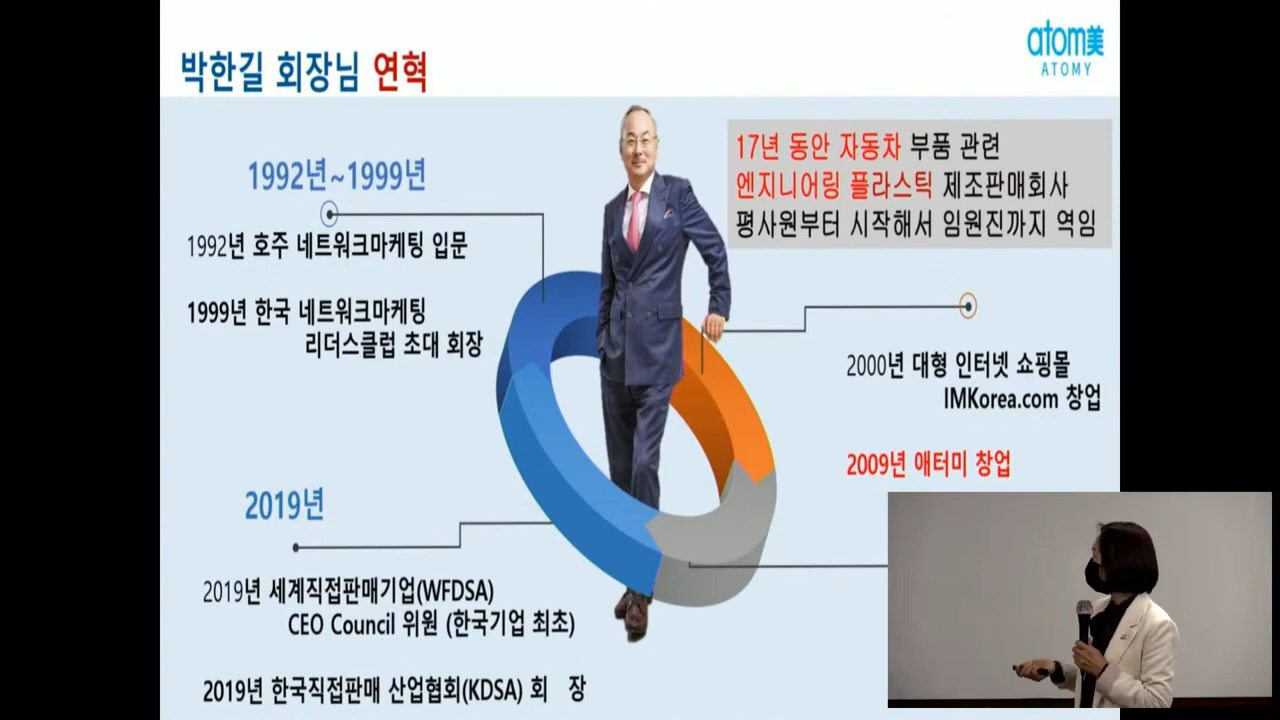 박한길 회장님 연혁
atom美
ATOMY
17년 동안 자동차 부품 관련
엔지니어링 플라스틱 제조판매회사
평사원부터 시작해서 임원진까지 역임
1992년~1999년
1992년 호주 네트워크마케팅 입문
1999년 한국 네트워크마케팅
리더스클럽 초대 회장
2000년 대형 인터넷 쇼핑몰
IMKorea.com 창업
2009년 애터미 창업
2019년
2019년 세계직접판매기업(WFDSA)
CEO Council 위원 (한국기업 최초)
2019년 한국직접판매 산업협회(KDSA) 회 장